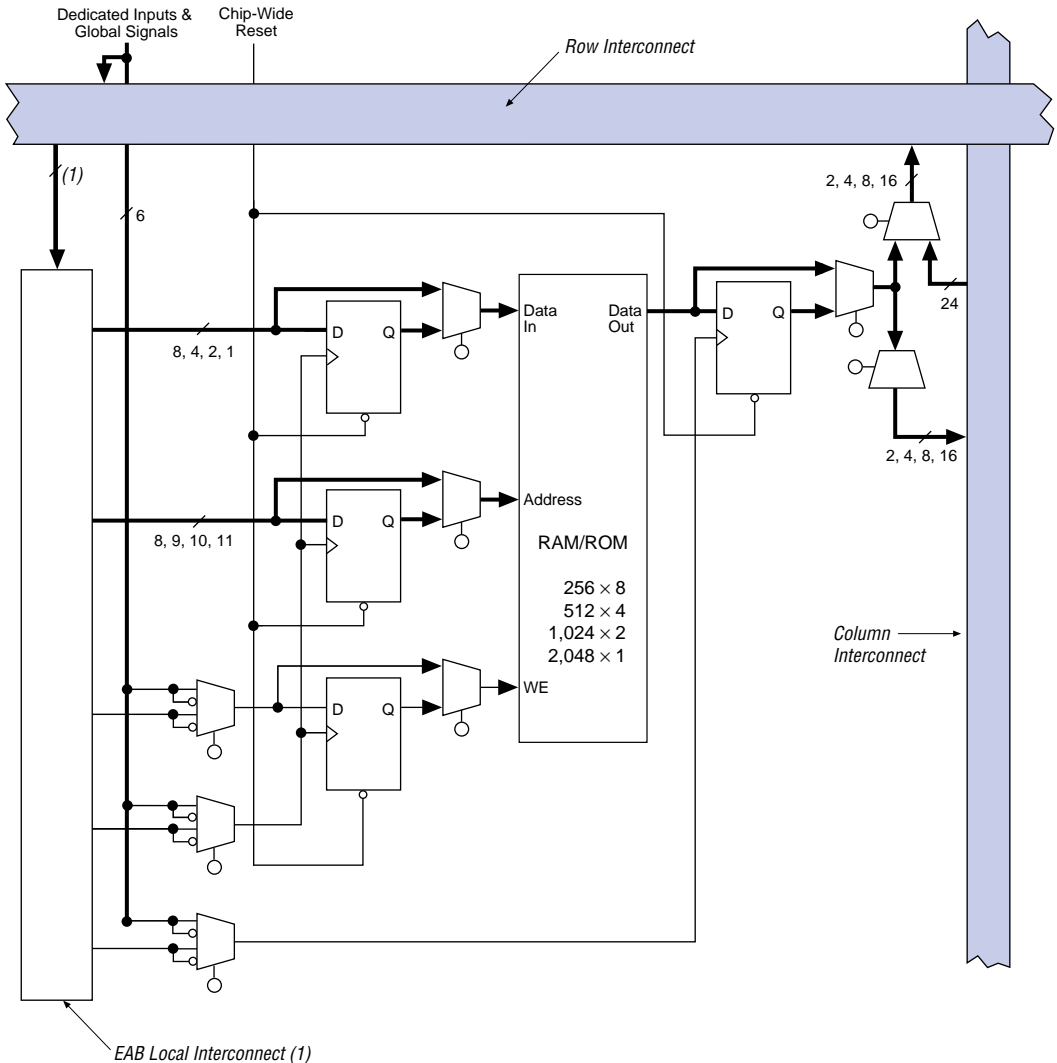 Dedicated Inputs &
Global Signals
Chip-Wide
Reset
Row Interconnect
(1)
6
2, 4, 8, 16
24
D Q
8, 4, 2, 1
Data
In
Data
Out
D Q
2, 4, 8, 16
D Q
8, 9, 10, 11
Address
RAM/ROM
256 × 8
512 × 4
1,024 × 2
2,048 × 1
Column
Interconnect
D Q
WE
EAB Local Interconnect (1)